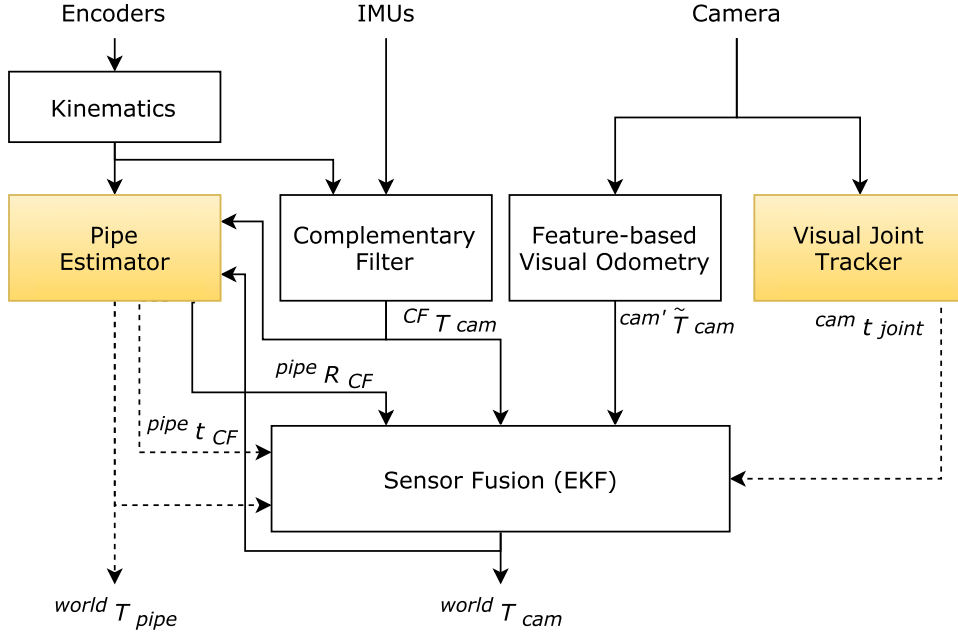 Encoders
IMUs
Camera
Kinematics
Pipe
Estimator
Complementary
Filter
Feature-based
Visual Odometry
Visual Joint
Tracker
CF T cam
cam' T̃ cam
cam t joint
pipe R CF
pipe t CF
Sensor Fusion (EKF)
world T pipe
world T cam